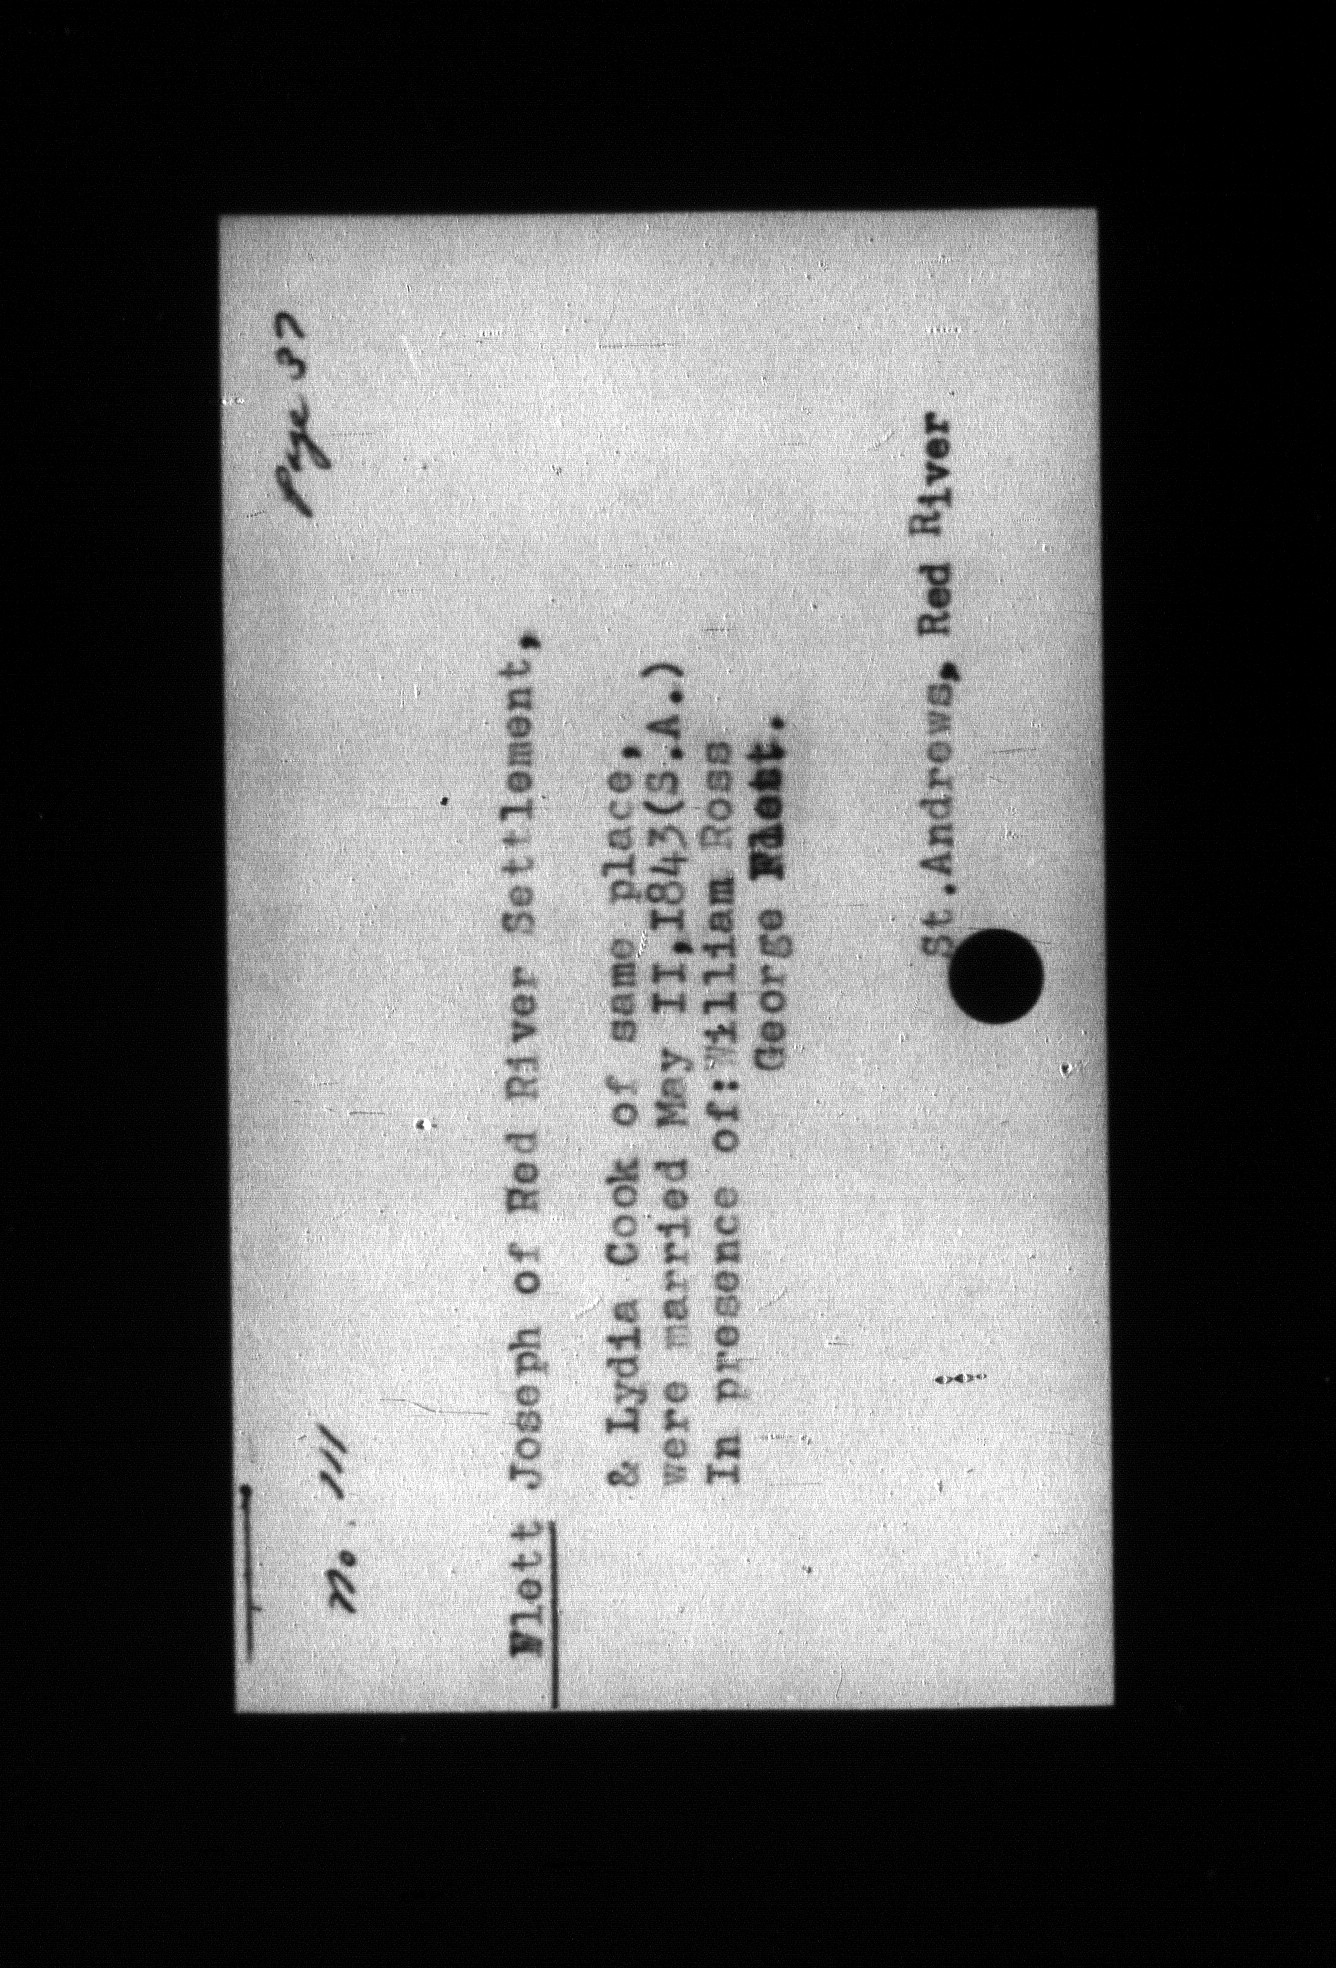 Page 37
No. 111
Flett Joseph of Red River Settlement,
& Lydia Cook of same place,
were married May II,I843(S.A.)
In presence of:William Ross
George Flett.
St.Andrews, Red River